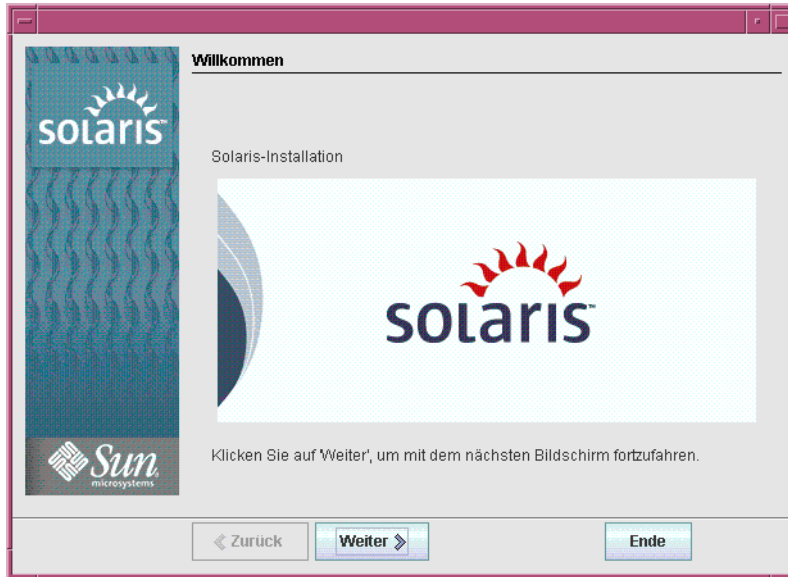 Willkommen
solaris
Solaris-Installation
solaris™
Klicken Sie auf 'Weiter', um mit dem nächsten Bildschirm fortzufahren.
Sun
microsystems
Zurück
Weiter
Ende